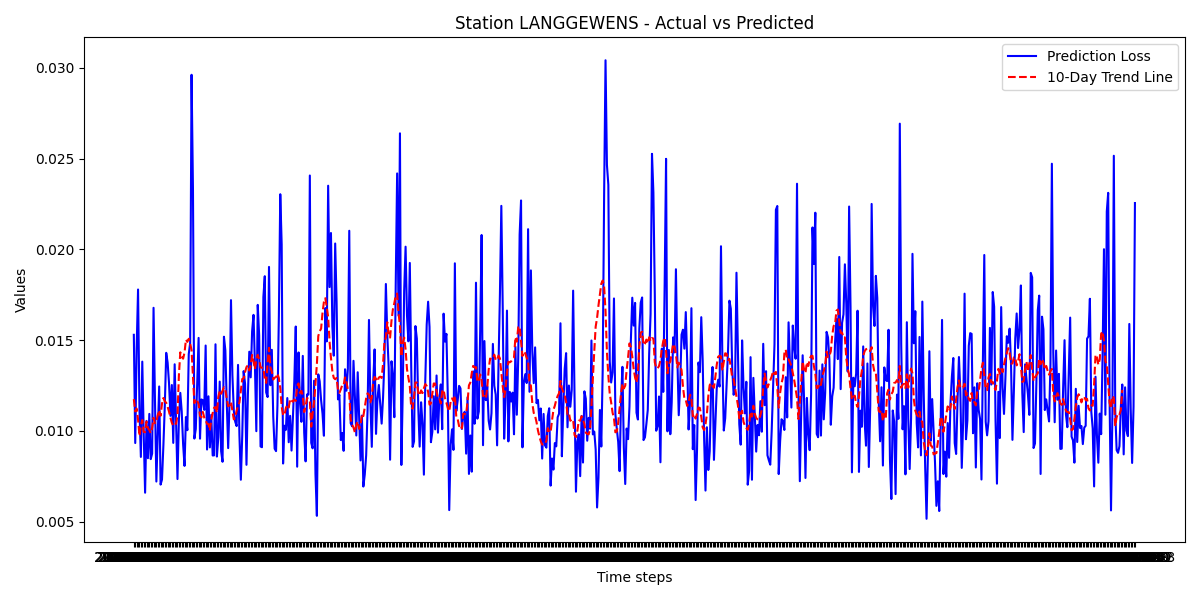 Station LANGGEWENS - Actual vs Predicted
Prediction Loss
10-Day Trend Line
0.030
0.025
0.020
0.015
0.010
0.005
Values
Time steps